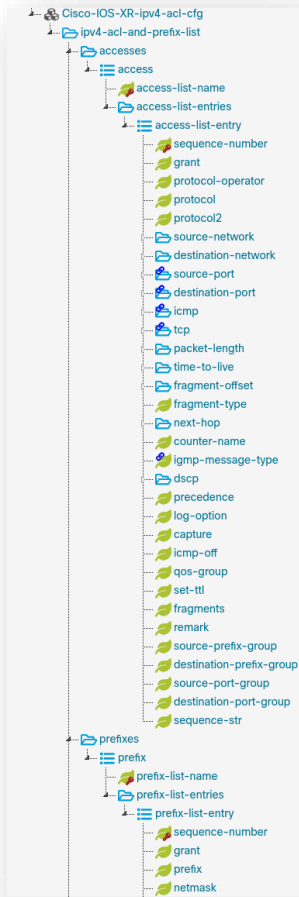 Cisco-IOS-XR-ipv4-acl-cfg
ipv4-acl-and-prefix-list
accesses
access
access-list-name
access-list-entries
access-list-entry
sequence-number
grant
protocol-operator
protocol
protocol2
source-network
destination-network
source-port
destination-port
icmp
tcp
packet-length
time-to-live
fragment-offset
fragment-type
next-hop
counter-name
igmp-message-type
dscp
precedence
log-option
capture
icmp-off
qos-group
set-ttl
fragments
remark
source-prefix-group
destination-prefix-group
source-port-group
destination-port-group
sequence-str
prefixes
prefix
prefix-list-name
prefix-list-entries
prefix-list-entry
sequence-number
grant
prefix
netmask